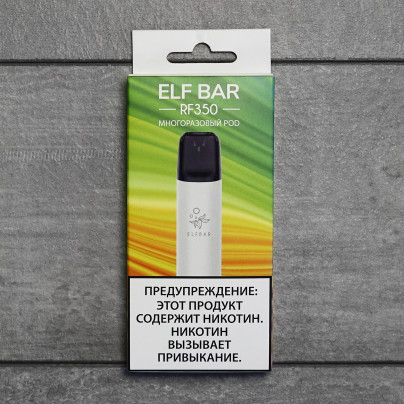 ELF BAR
RF350
МНОГОРАЗОВЫЙ POD
ELFBAR
ПРЕДУПРЕЖДЕНИЕ:
ЭТОТ ПРОДУКТ
СОДЕРЖИТ НИКОТИН.
НИКОТИН
ВЫЗЫВАЕТ
ПРИВЫКАНИЕ.